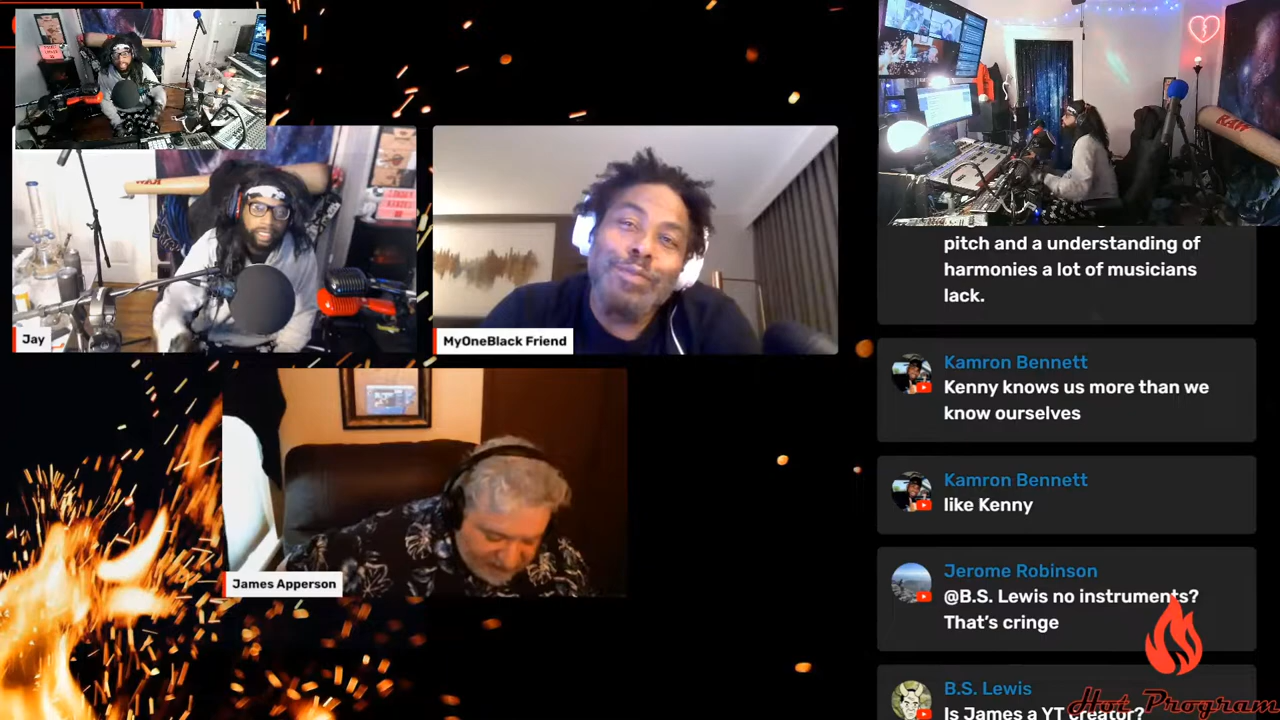 RAW
RAW
Jay
MyOneBlack Friend
James Apperson
pitch and a understanding of
harmonies a lot of musicians
lack.
Kamron Bennett
Kenny knows us more than we
know ourselves
Kamron Bennett
like Kenny
Jerome Robinson
@B.S. Lewis no instruments?
That's cringe
B.S. Lewis
Is James a YT creator?
Hot Program